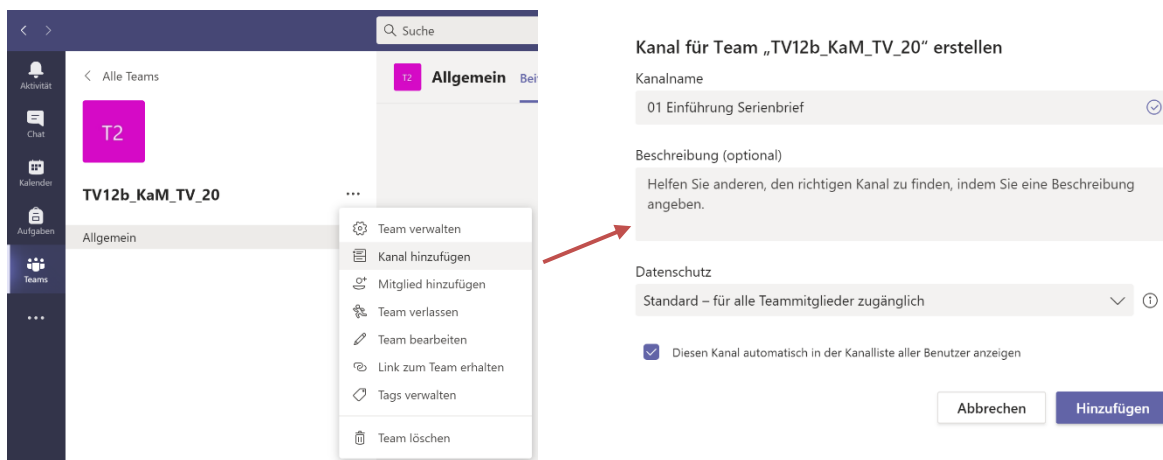 Suche
Aktivität
Chat
Kalender
Aufgaben
Teams
Alle Teams
T2
TV12b_KaM_TV_20
Allgemein
T2 Allgemein Bei
Team verwalten
Kanal hinzufügen
Mitglied hinzufügen
Team verlassen
Team bearbeiten
Link zum Team erhalten
Tags verwalten
Team löschen
Kanal für Team „TV12b_KaM_TV_20“ erstellen
Kanalname
01 Einführung Serienbrief
Beschreibung (optional)
Helfen Sie anderen, den richtigen Kanal zu finden, indem Sie eine Beschreibung
angeben.
Datenschutz
Standard – für alle Teammitglieder zugänglich
Diesen Kanal automatisch in der Kanalliste aller Benutzer anzeigen
Abbrechen
Hinzufügen